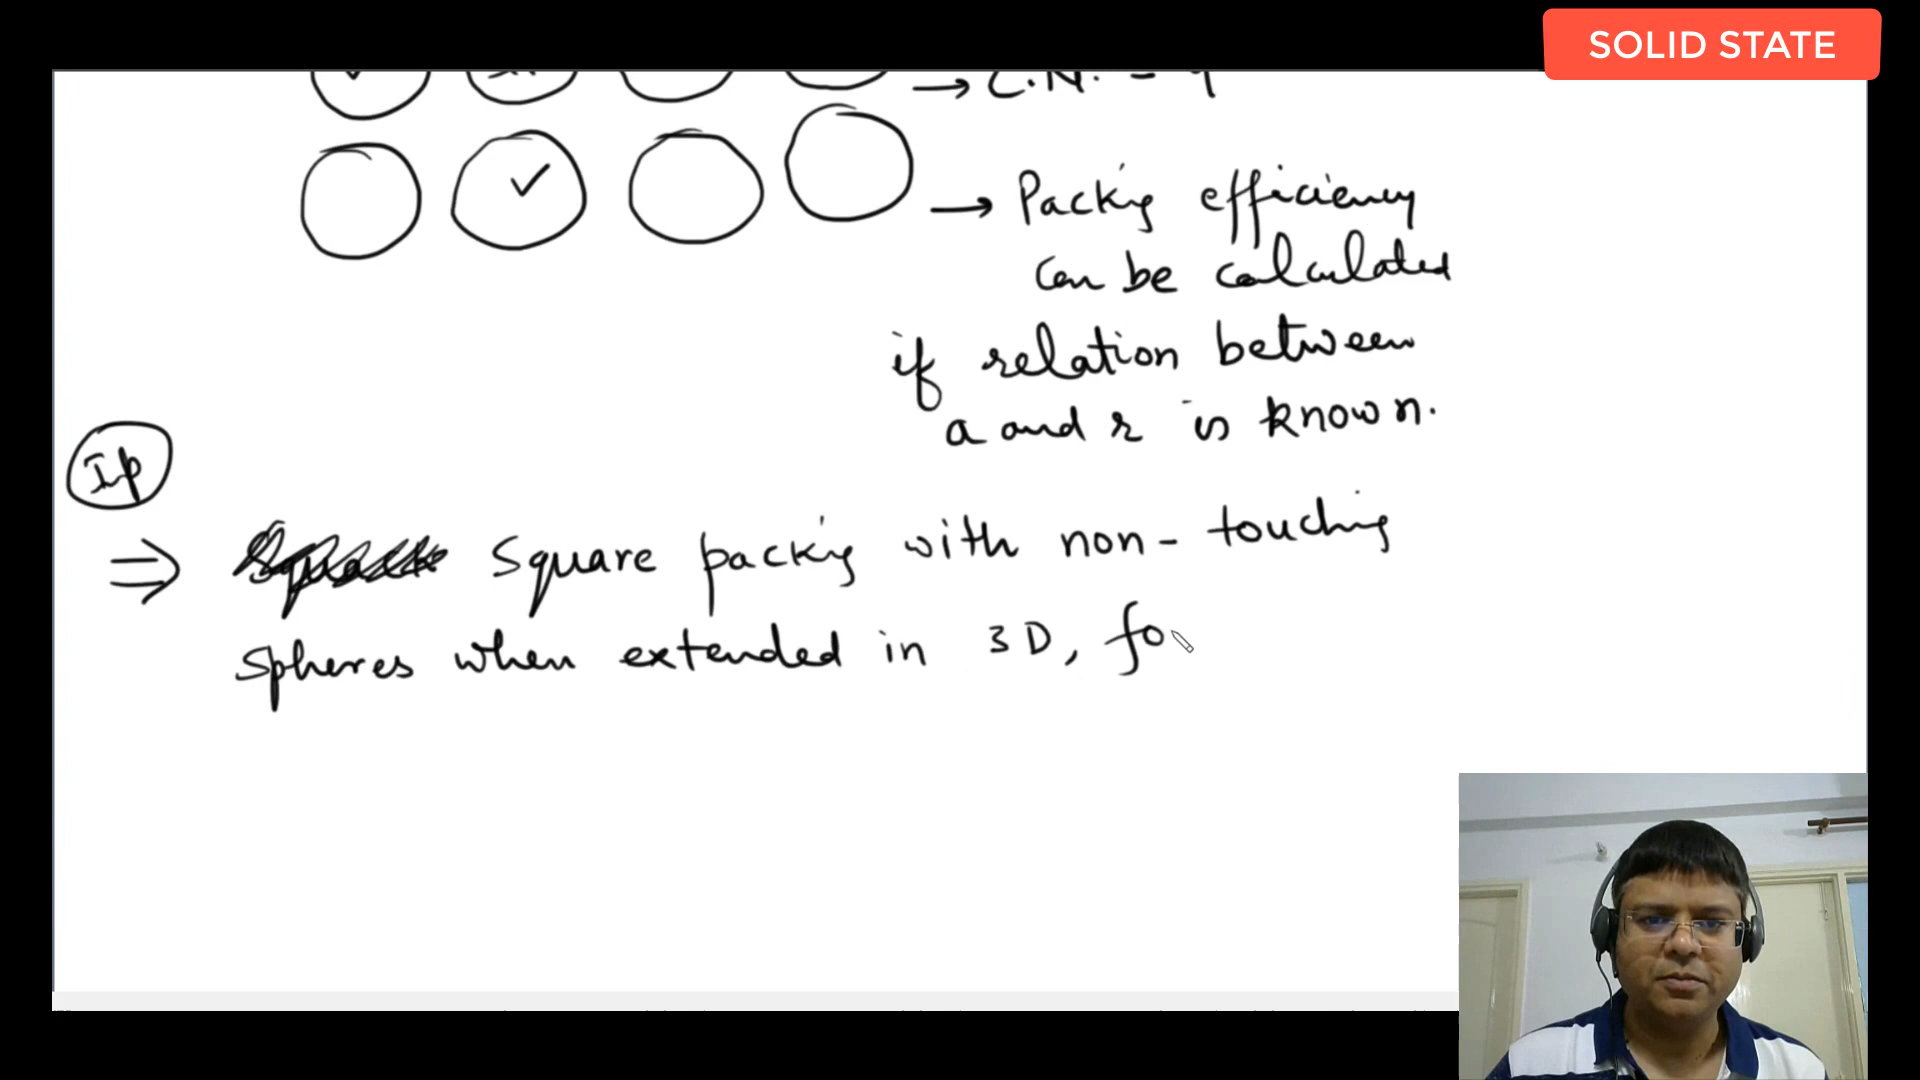 SOLID STATE
→ C.N. = 4
→ Packing efficiency
can be calculated
if relation between
a and r is known.
Ip
⇒ Square packing with non-touching
spheres when extended in 3D, fo